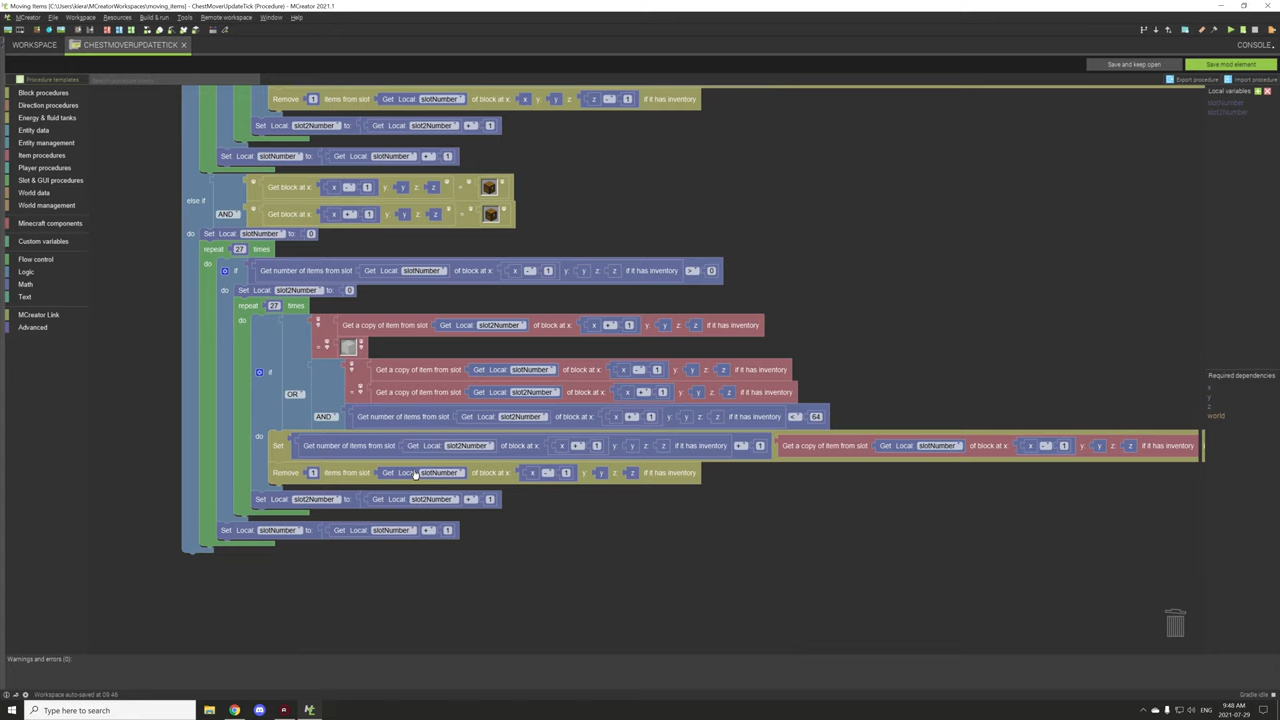 Moving Items [C:\Users\kiera\MCreatorWorkspaces\moving_items] - ChestMoverUpdateTick (Procedure) - MCreator 2021.1
MCreator File Workspace Resources Build & run Tools Remote workspace Window Help
WORKSPACE CHESTMOVERUPDATETICK × CONSOLE
Save and keep open Save mod element
Procedure templates Search procedure blocks Export procedure Import procedure
Block procedures
Direction procedures
Energy & fluid tanks
Entity data
Entity management
Item procedures
Player procedures
Slot & GUI procedures
World data
World management
Minecraft components
Custom variables
Flow control
Logic
Math
Text
MCreator Link
Advanced
Remove 1 items from slot Get Local: slotNumber of block at x: x y: y z: z - 1 if it has inventory
Set Local: slot2Number to: Get Local: slot2Number + 1
Set Local: slotNumber to: Get Local: slotNumber + 1
else if
Get block at x: x - 1 y: y z: z =
AND Get block at x: x + 1 y: y z: z =
do Set Local: slotNumber to: 0
repeat 27 times
do if Get number of items from slot Get Local: slotNumber of block at x: x - 1 y: y z: z if it has inventory > 0
do Set Local: slot2Number to: 0
repeat 27 times
do Get a copy of item from slot Get Local: slot2Number of block at x: x + 1 y: y z: z if it has inventory
=
if Get a copy of item from slot Get Local: slotNumber of block at x: x - 1 y: y z: z if it has inventory
OR = Get a copy of item from slot Get Local: slot2Number of block at x: x + 1 y: y z: z if it has inventory
AND Get number of items from slot Get Local: slot2Number of block at x: x + 1 y: y z: z if it has inventory < 64
do Set Get number of items from slot Get Local: slot2Number of block at x: x + 1 y: y z: z if it has inventory + 1 Get a copy of item from slot Get Local: slotNumber of block at x: x - 1 y: y z: z if it has inventory
Remove 1 items from slot Get Local: slotNumber of block at x: x - 1 y: y z: z if it has inventory
Set Local: slot2Number to: Get Local: slot2Number + 1
Set Local: slotNumber to: Get Local: slotNumber + 1
Local variables
slotNumber
slot2Number
Required dependencies
x
y
z
world
Warnings and errors (0):
Workspace auto-saved at 09:46 Gradle idle
Type here to search
ENG
9:48 AM
2021-07-29